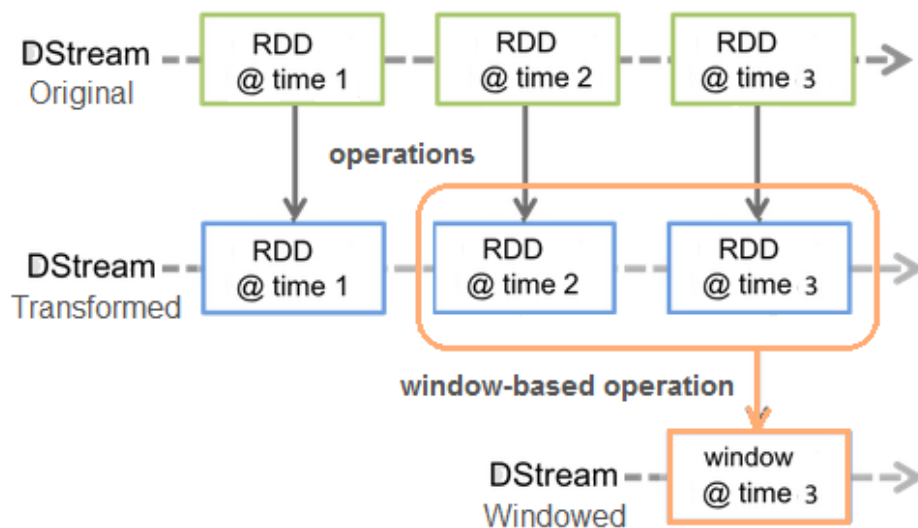 DStream
Original
RDD
@ time 1
RDD
@ time 2
RDD
@ time 3
operations
DStream
Transformed
RDD
@ time 1
RDD
@ time 2
RDD
@ time 3
window-based operation
DStream
Windowed
window
@ time 3